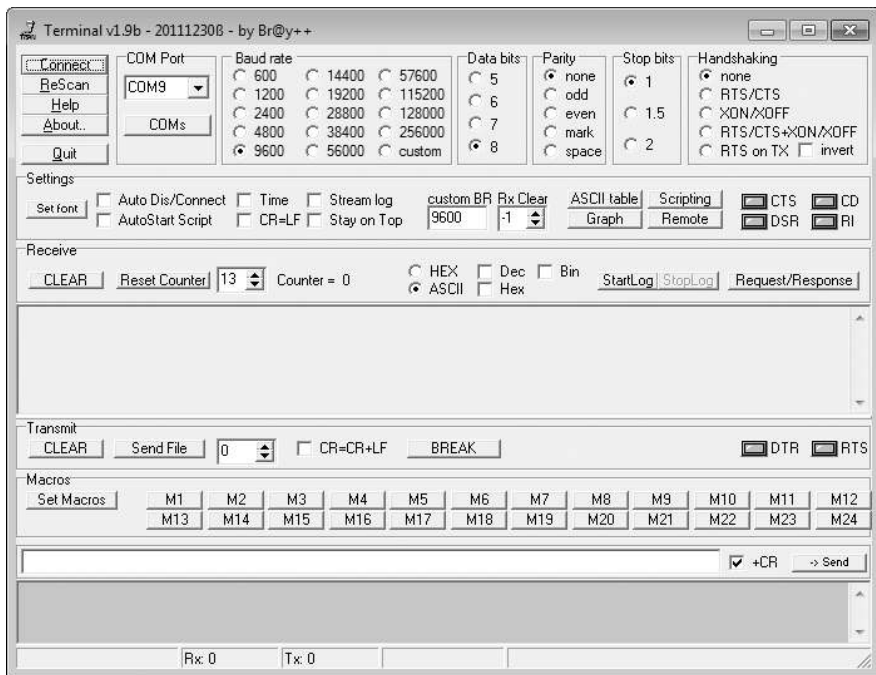 Terminal v1.9b - 20111230ß - by Br@y++
Connect
ReScan
Help
About..
Quit
COM Port
COM9
COMs
Baud rate
600 14400 57600
1200 19200 115200
2400 28800 128000
4800 38400 256000
9600 56000 custom
Data bits
5
6
7
8
Parity
none
odd
even
mark
space
Stop bits
1
1.5
2
Handshaking
none
RTS/CTS
XON/XOFF
RTS/CTS+XON/XOFF
RTS on TX invert
Settings
Set font
Auto Dis/Connect Time Stream log
AutoStart Script CR=LF Stay on Top
custom BR Rx Clear
9600 -1
ASCII table Scripting
Graph Remote
CTS CD
DSR RI
Receive
CLEAR Reset Counter 13 Counter = 0
HEX Dec Bin
ASCII Hex
StartLog StopLog Request/Response
Transmit
CLEAR Send File 0 CR=CR+LF BREAK DTR RTS
Macros
Set Macros M1 M2 M3 M4 M5 M6 M7 M8 M9 M10 M11 M12
M13 M14 M15 M16 M17 M18 M19 M20 M21 M22 M23 M24
+CR -> Send
Rx: 0 Tx: 0